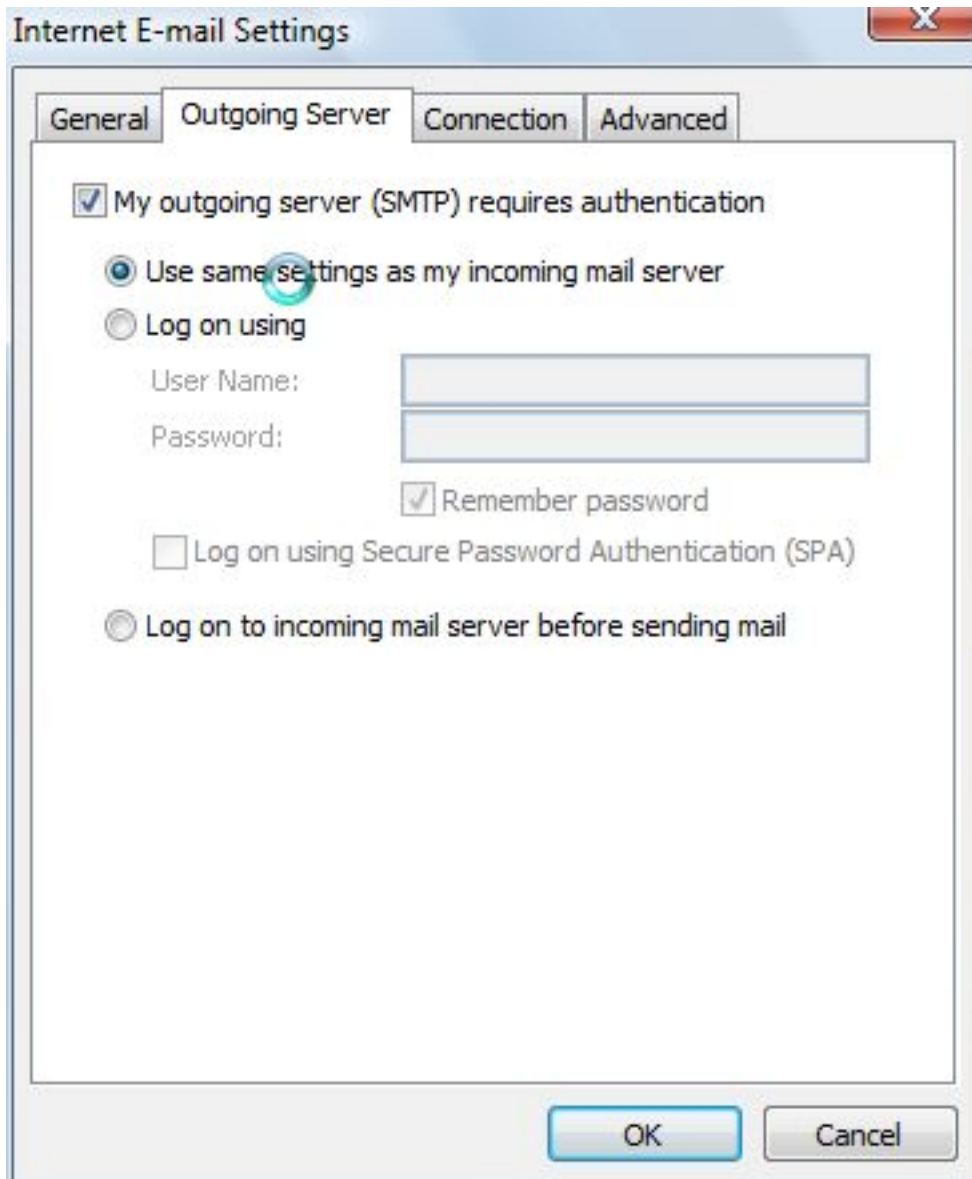 Internet E-mail Settings
X
General Outgoing Server Connection Advanced
My outgoing server (SMTP) requires authentication
Use same settings as my incoming mail server
Log on using
User Name:
Password:
Remember password
Log on using Secure Password Authentication (SPA)
Log on to incoming mail server before sending mail
OK Cancel